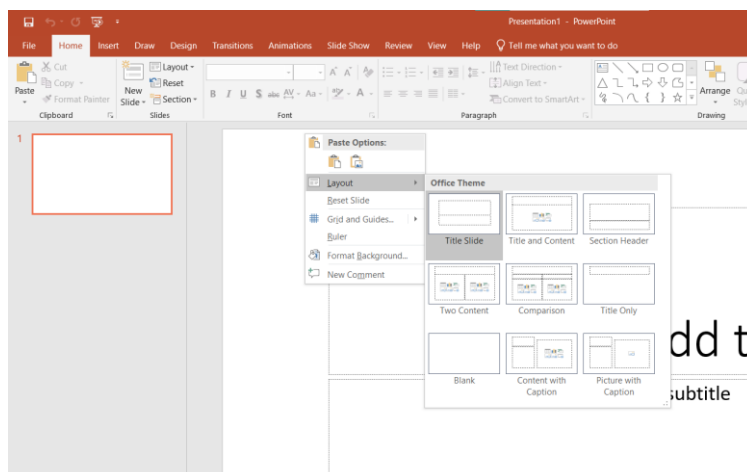 Presentation1 - PowerPoint
File Home Insert Draw Design Transitions Animations Slide Show Review View Help Tell me what you want to do
Paste
Cut
Copy
Format Painter
Clipboard
New
Slide
Layout
Reset
Section
Slides
B I U S abc AV Aa A
Font
Text Direction
Align Text
Convert to SmartArt
Paragraph
Arrange
Drawing
1
Paste Options:
Layout
Reset Slide
Grid and Guides...
Ruler
Format Background...
New Comment
Office Theme
Title Slide
Title and Content
Section Header
Two Content
Comparison
Title Only
Blank
Content with
Caption
Picture with
Caption
dd t
subtitle